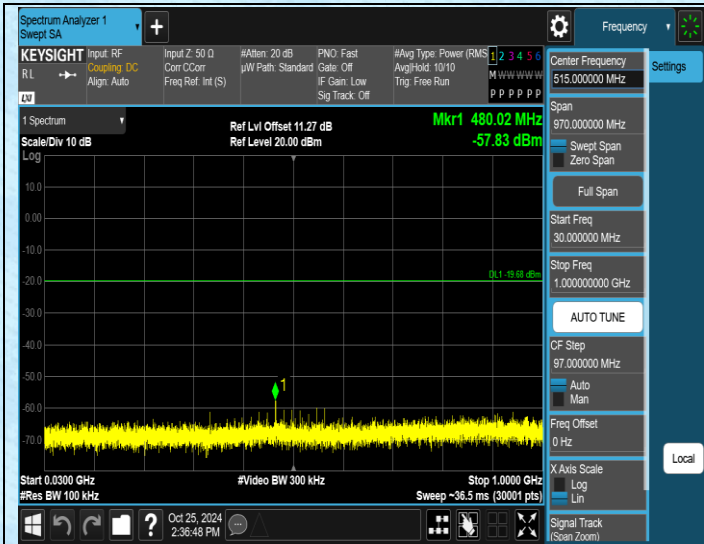 Spectrum Analyzer 1
Swept SA
+
Frequency
KEYSIGHT
RL
LXI
Input: RF
Coupling: DC
Align: Auto
Input Z: 50 Ω
Corr CCorr
Freq Ref: Int (S)
#Atten: 20 dB
µW Path: Standard
PNO: Fast
Gate: Off
IF Gain: Low
Sig Track: Off
#Avg Type: Power (RMS
Avg|Hold: 10/10
Trig: Free Run
1 2 3 4 5 6
M W W W W W
P P P P P P
1 Spectrum
Scale/Div 10 dB
Ref Lvl Offset 11.27 dB
Ref Level 20.00 dBm
Mkr1 480.02 MHz
-57.83 dBm
Log
10.0
0.00
-10.0
-20.0
-30.0
-40.0
-50.0
-60.0
-70.0
DL1 -19.68 dBm
1
Start 0.0300 GHz
#Res BW 100 kHz
#Video BW 300 kHz
Stop 1.0000 GHz
Sweep ~36.5 ms (30001 pts)
?
Oct 25, 2024
2:36:48 PM
Center Frequency
515.000000 MHz
Span
970.000000 MHz
Swept Span
Zero Span
Full Span
Start Freq
30.000000 MHz
Stop Freq
1.000000000 GHz
AUTO TUNE
CF Step
97.000000 MHz
Auto
Man
Freq Offset
0 Hz
X Axis Scale
Log
Lin
Signal Track
(Span Zoom)
Settings
Local